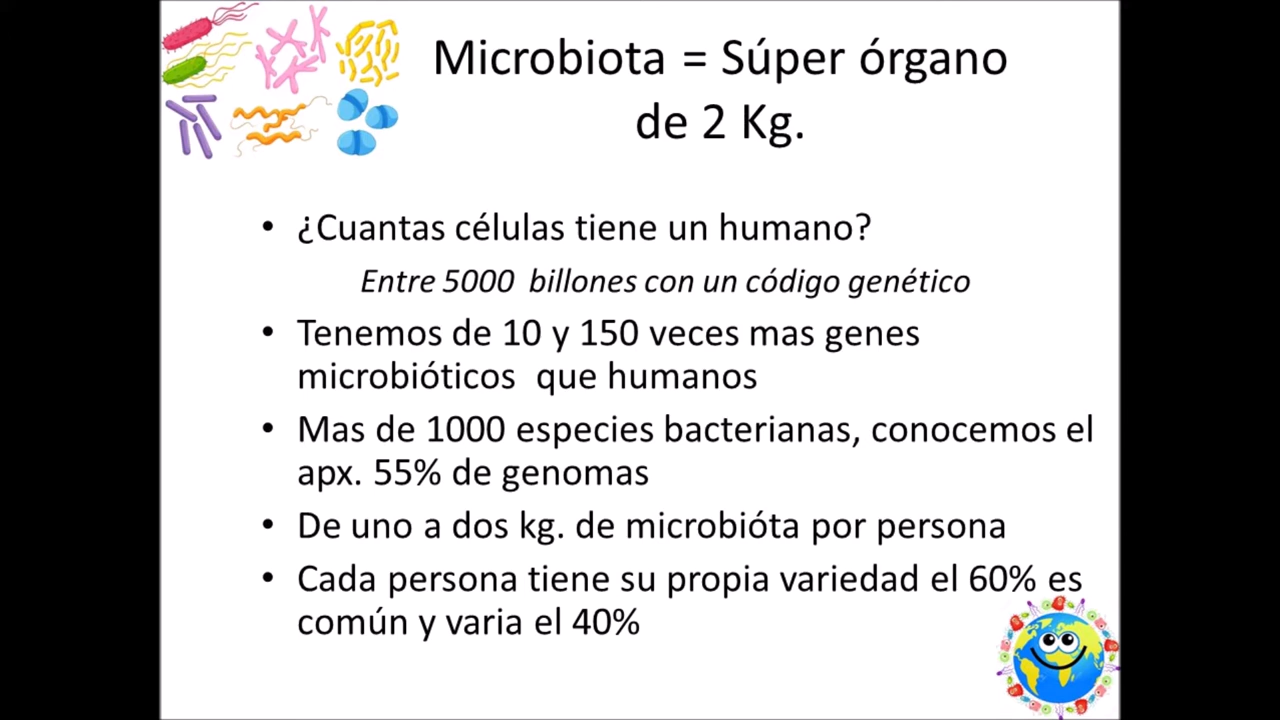 Microbiota = Súper órgano
de 2 Kg.
• ¿Cuantas células tiene un humano?
Entre 5000 billones con un código genético
• Tenemos de 10 y 150 veces mas genes
microbióticos que humanos
• Mas de 1000 especies bacterianas, conocemos el
apx. 55% de genomas
• De uno a dos kg. de microbióta por persona
• Cada persona tiene su propia variedad el 60% es
común y varia el 40%